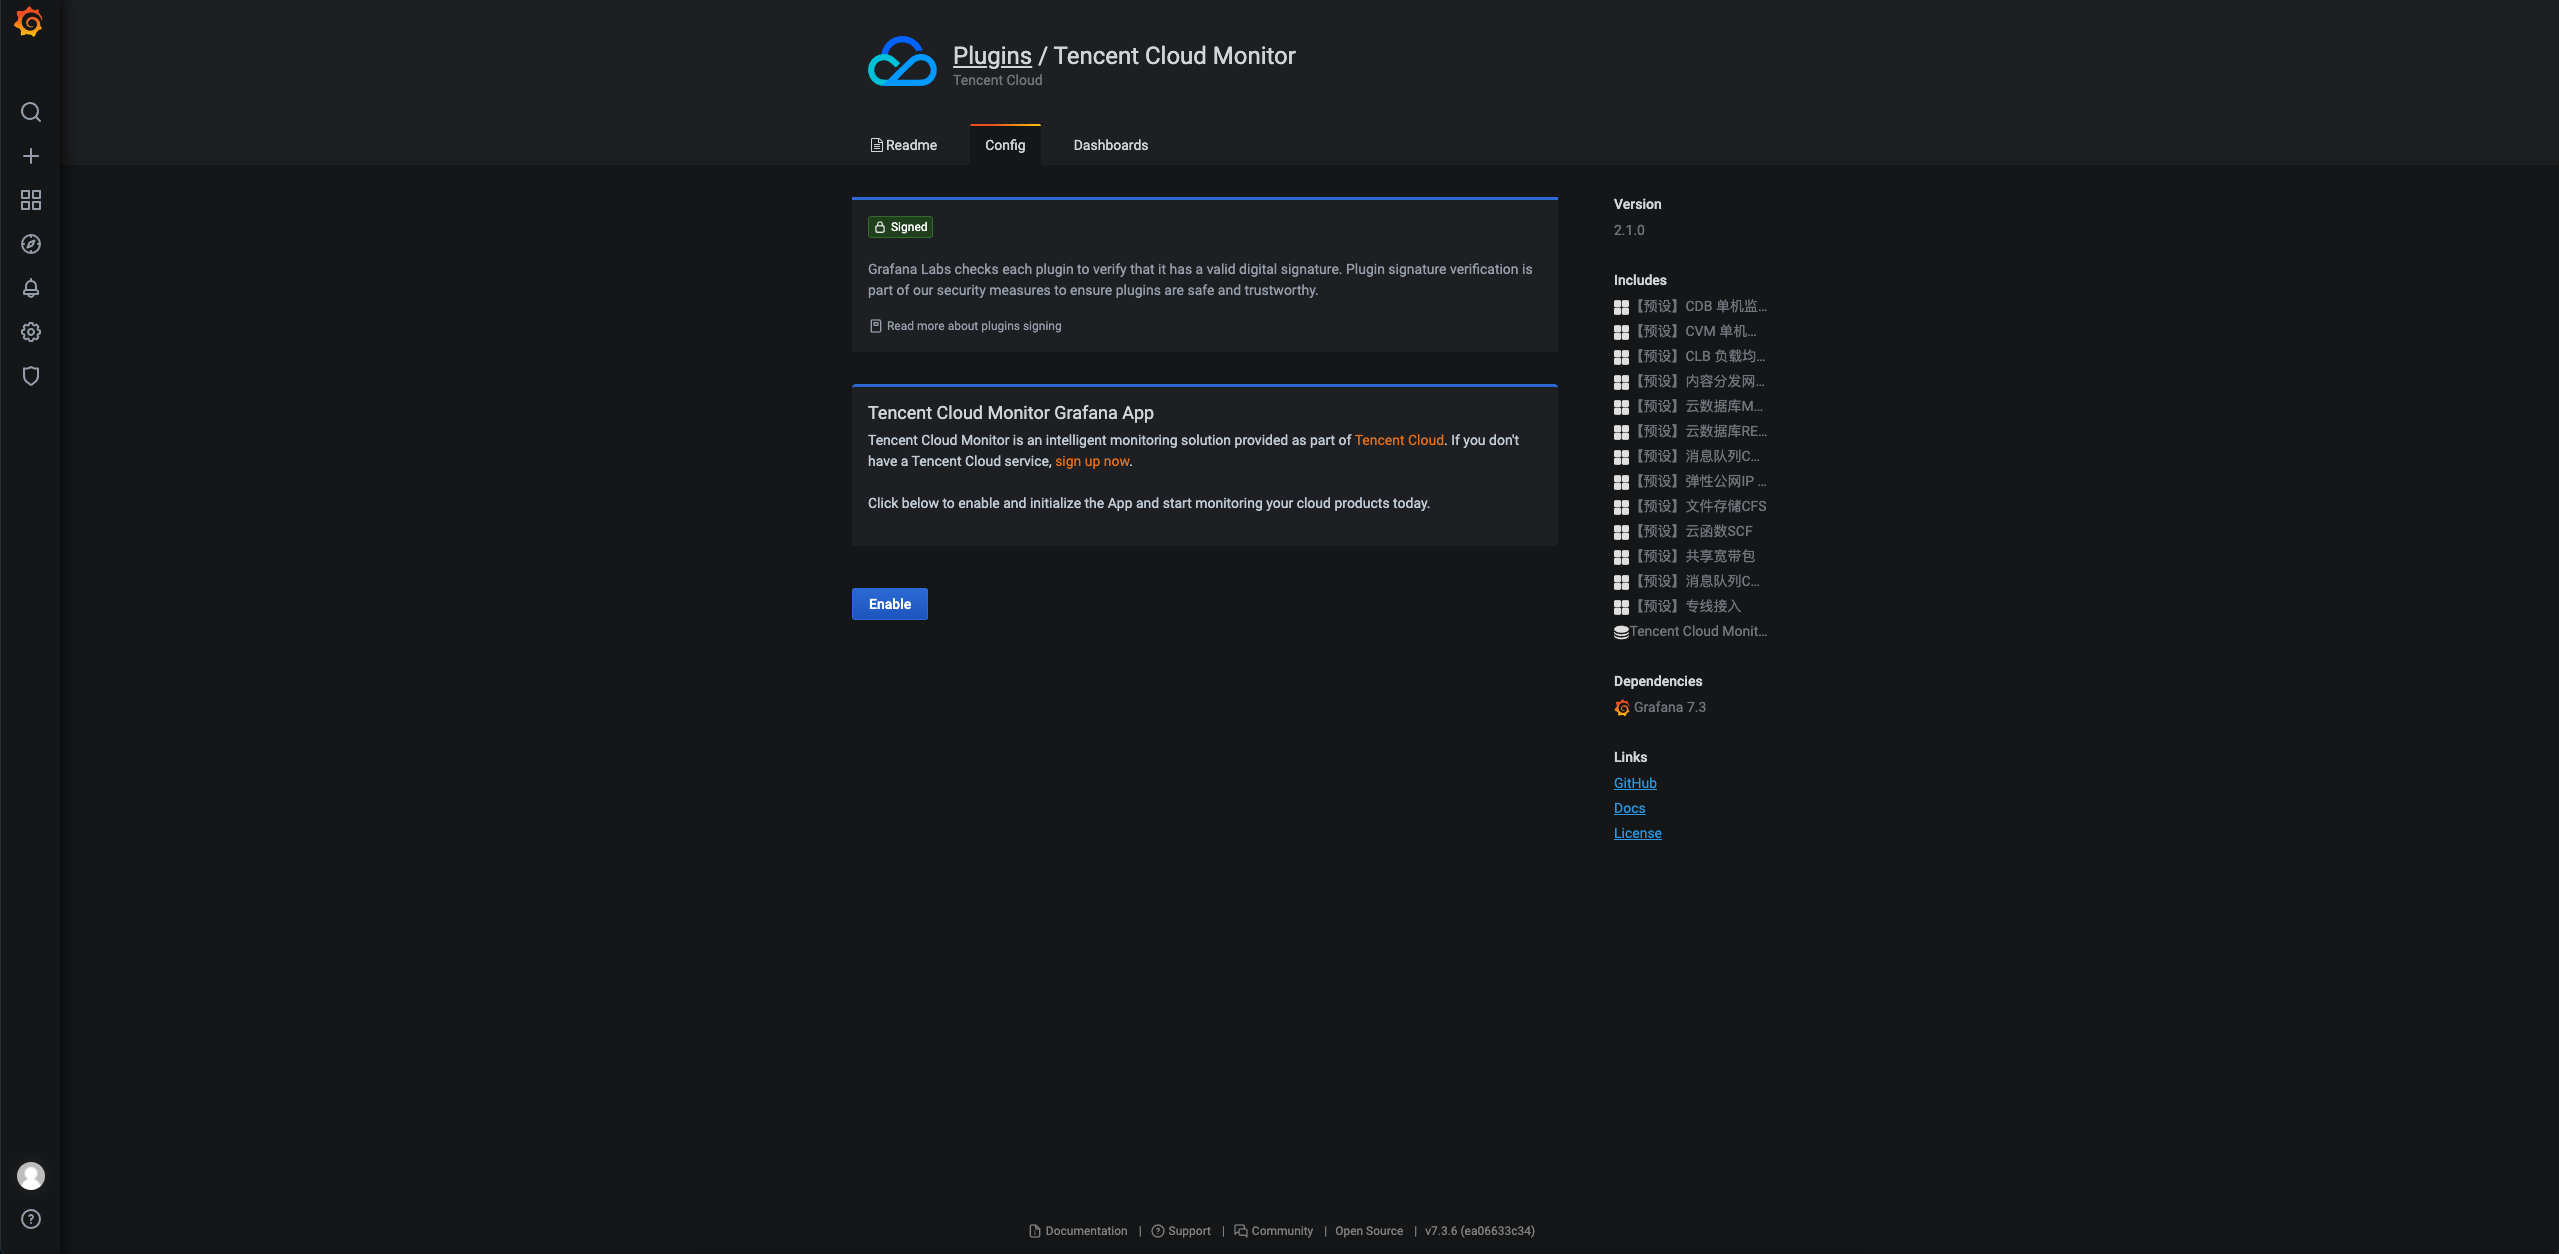 Plugins / Tencent Cloud Monitor
Tencent Cloud
Readme
Config
Dashboards
Signed
Grafana Labs checks each plugin to verify that it has a valid digital signature. Plugin signature verification is
part of our security measures to ensure plugins are safe and trustworthy.
Read more about plugins signing
Tencent Cloud Monitor Grafana App
Tencent Cloud Monitor is an intelligent monitoring solution provided as part of Tencent Cloud. If you don't
have a Tencent Cloud service, sign up now.
Click below to enable and initialize the App and start monitoring your cloud products today.
Enable
Version
2.1.0
Includes
【预设】CDB 单机监...
【预设】CVM 单机...
【预设】CLB 负载均...
【预设】内容分发网...
【预设】云数据库M...
【预设】云数据库RE...
【预设】消息队列C...
【预设】弹性公网IP ...
【预设】文件存储CFS
【预设】云函数SCF
【预设】共享宽带包
【预设】消息队列C...
【预设】专线接入
Tencent Cloud Monit...
Dependencies
Grafana 7.3
Links
GitHub
Docs
License
Documentation | Support | Community | Open Source | v7.3.6 (ea06633c34)